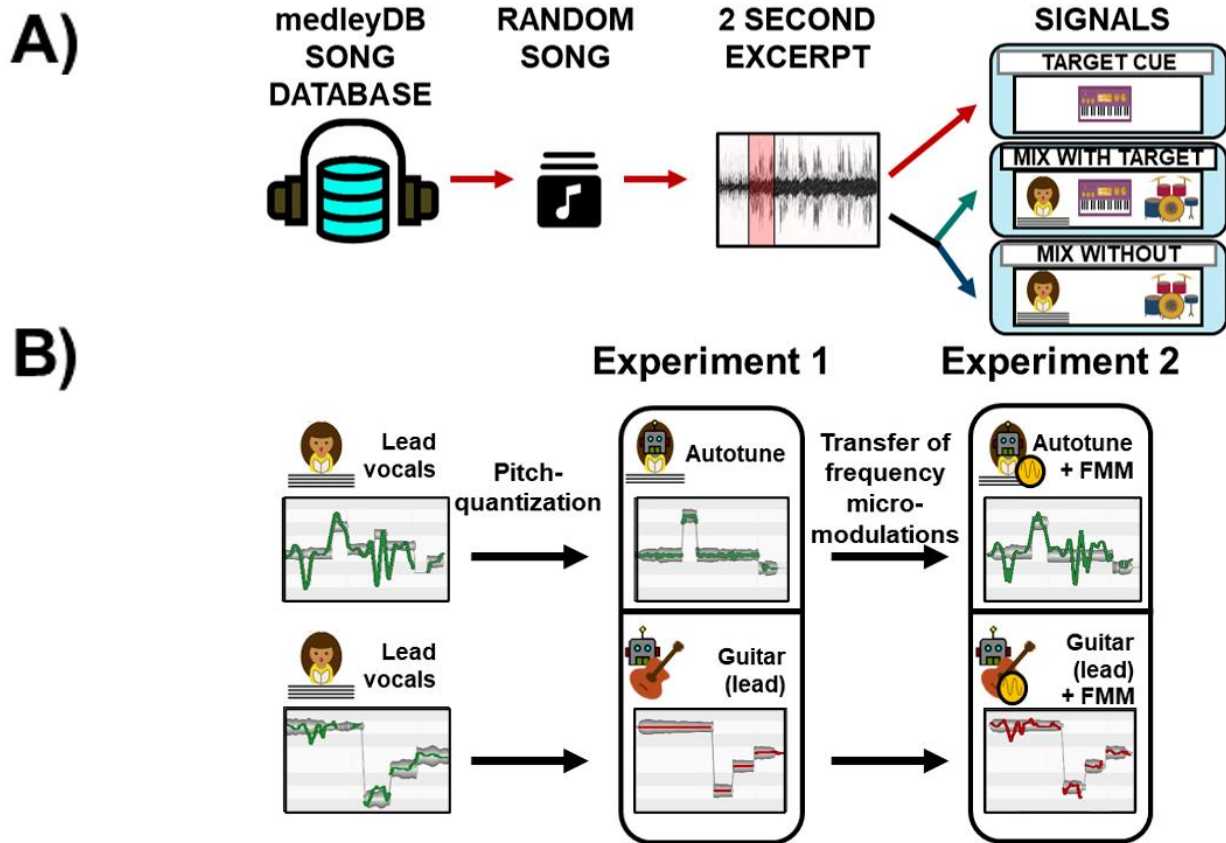 A)
medleyDB
SONG
DATABASE
RANDOM
SONG
2 SECOND
EXCERPT
SIGNALS
TARGET CUE
MIX WITH TARGET
MIX WITHOUT
B)
Experiment 1
Experiment 2
Lead
vocals
Pitch-
quantization
Autotune
Transfer of
frequency
micro-
modulations
Autotune
+ FMM
Lead
vocals
Guitar
(lead)
Guitar
(lead)
+ FMM